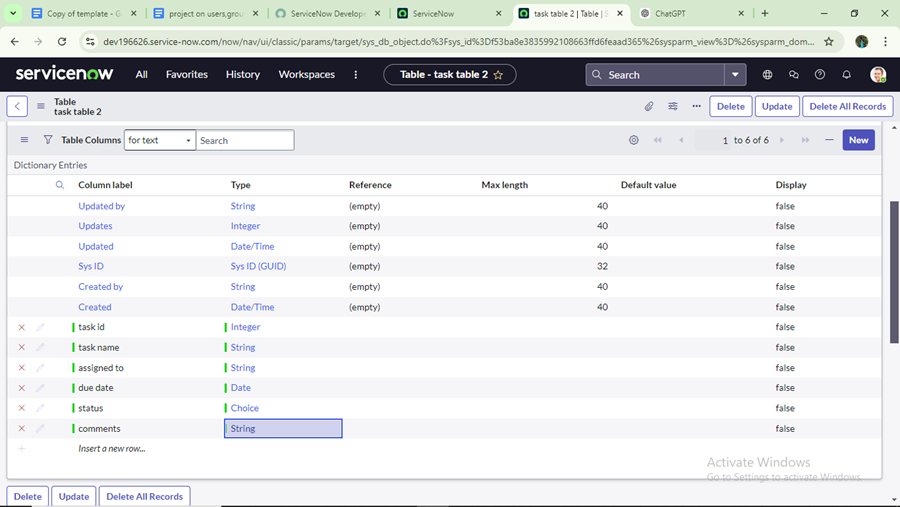 Copy of template - G
project on users,grou
ServiceNow Develope
ServiceNow
task table 2 | Table | S
ChatGPT
dev196626.service-now.com/now/nav/ui/classic/params/target/sys_db_object.do%3Fsys_id%3Df53ba8e3835992108663ffd6feaad365%26sysparm_view%3D%26sysparm_dom...
servicenow
All Favorites History Workspaces
Table - task table 2
Search
Table
task table 2
Delete Update Delete All Records
Table Columns for text Search 1 to 6 of 6 New
Dictionary Entries
Column label Type Reference Max length Default value Display
Updated by String (empty) 40 false
Updates Integer (empty) 40 false
Updated Date/Time (empty) 40 false
Sys ID Sys ID (GUID) (empty) 32 false
Created by String (empty) 40 false
Created Date/Time (empty) 40 false
task id Integer false
task name String false
assigned to String false
due date Date false
status Choice false
comments String false
Insert a new row...
Activate Windows
Go to Settings to activate Windows.
Delete Update Delete All Records